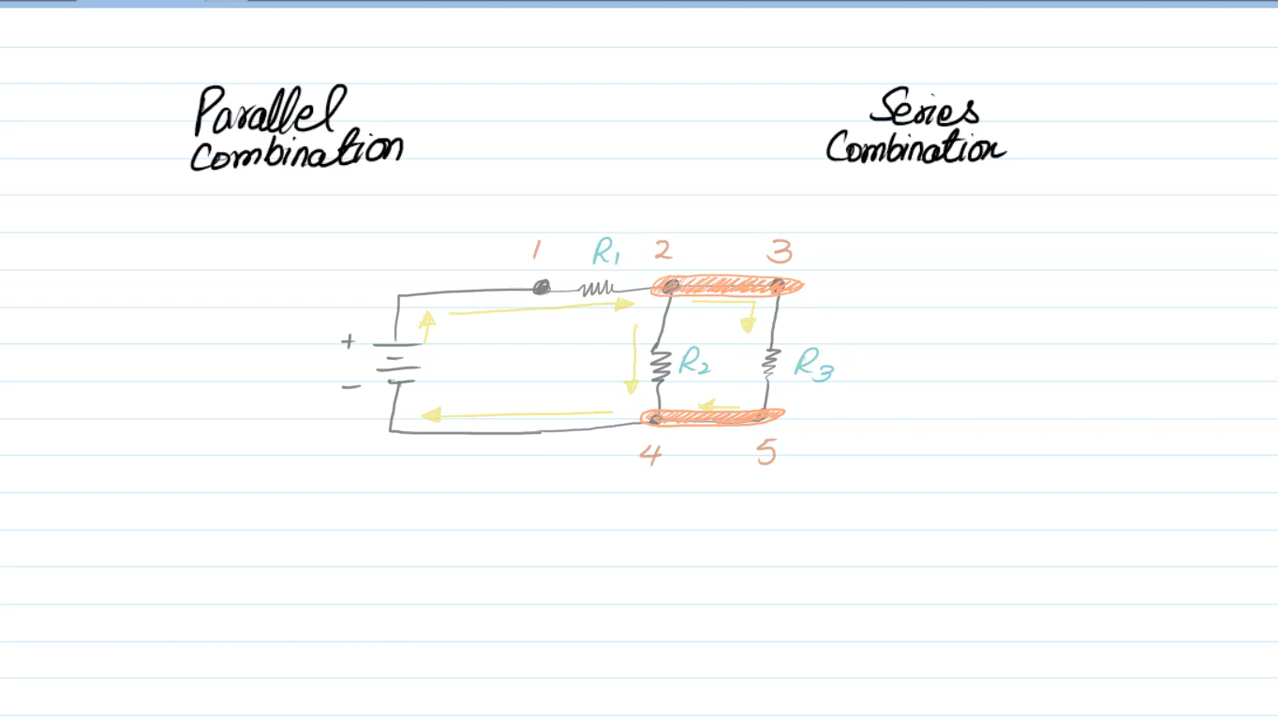 Parallel
Combination
Series
Combination
1 R1 2 3
+
R2 R3
-
4 5